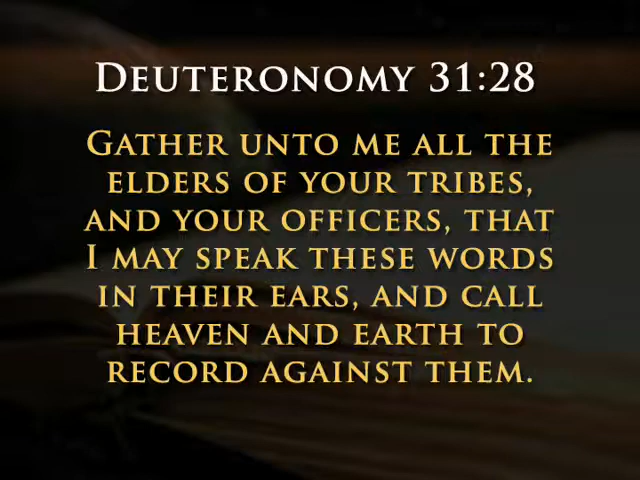 Deuteronomy 31:28
Gather unto me all the
elders of your tribes,
and your officers, that
I may speak these words
in their ears, and call
heaven and earth to
record against them.